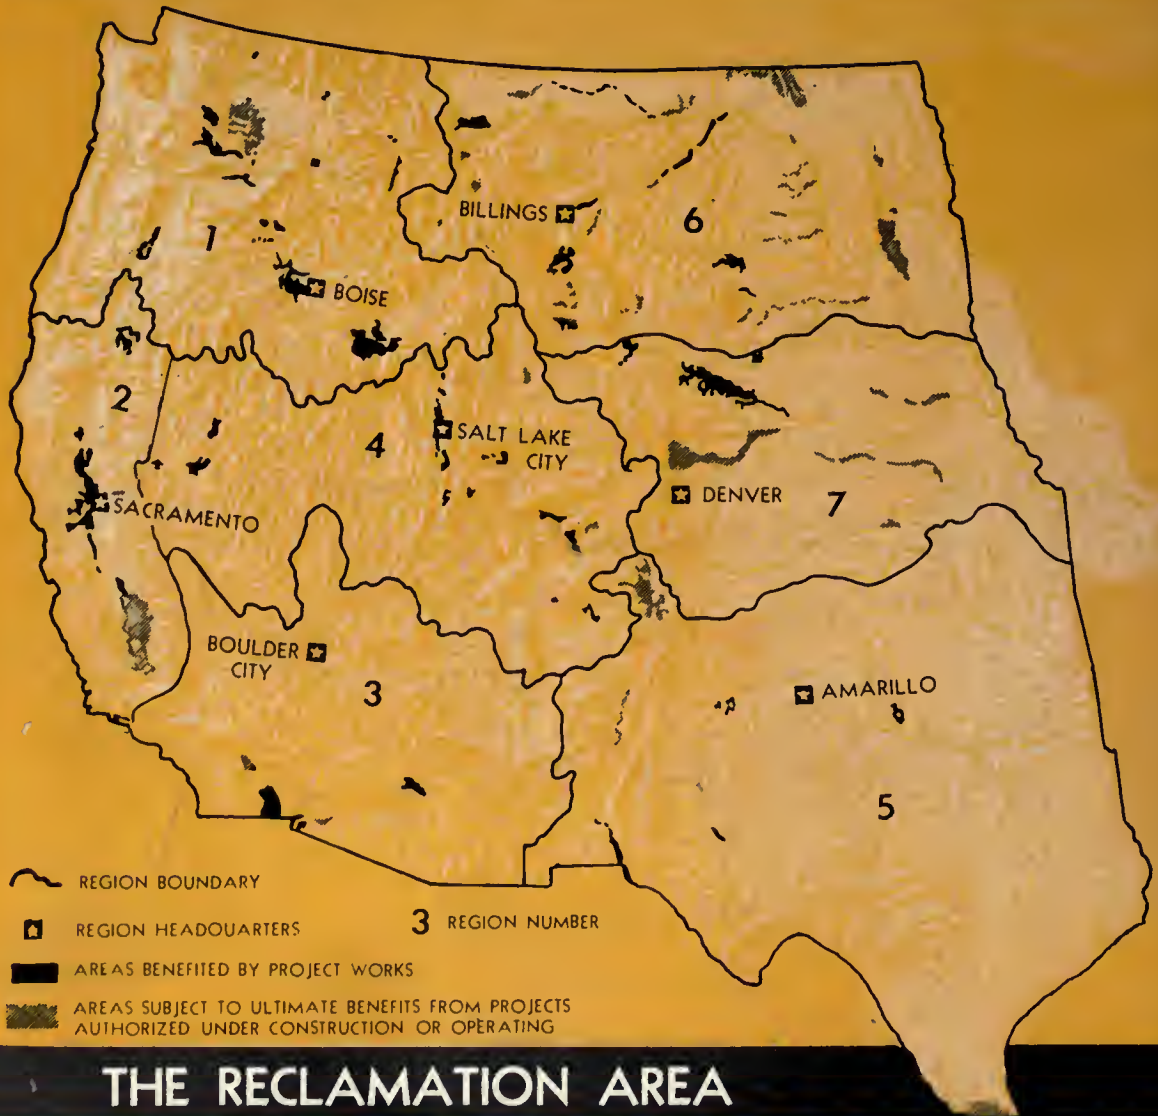 BILLINGS
6
1
BOISE
2
4
SALT LAKE
CITY
SACRAMENTO
DENVER
7
BOULDER
CITY
3
AMARILLO
5
REGION BOUNDARY
REGION HEADQUARTERS
3 REGION NUMBER
AREAS BENEFITED BY PROJECT WORKS
AREAS SUBJECT TO ULTIMATE BENEFITS FROM PROJECTS
AUTHORIZED UNDER CONSTRUCTION OR OPERATING
THE RECLAMATION AREA